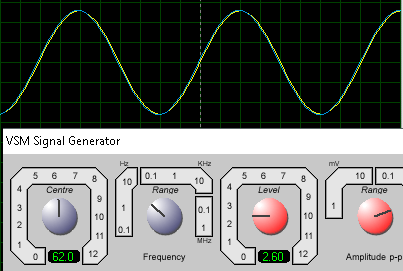 VSM Signal Generator
Hz KHz mV
5 6 7 8 0.1 1 5 6 7 8 0.1
4 Centre 9 10 Range 10 4 Level 9 10 Range
3 10 1 3 10 1
2 11 0.1 2 11
1 12 1 1 12
0 62.0 MHz 0 2.60
Frequency Amplitude p-p